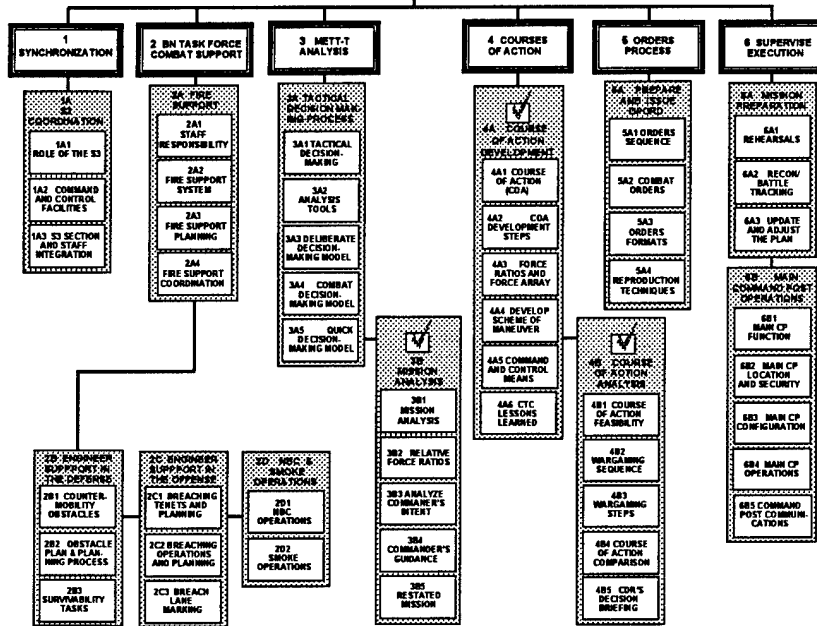 1
SYNCHRONIZATION
2 BN TASK FORCE
COMBAT SUPPORT
3 METT-T
ANALYSIS
4 COURSES
OF ACTION
5 ORDERS
PROCESS
6 SUPERVISE
EXECUTION
1A
S3
COORDINATION
1A1
ROLE OF THE S3
1A2 COMMAND
AND CONTROL
FACILITIES
1A3 S3 SECTION
AND STAFF
INTEGRATION
2A FIRE
SUPPORT
2A1
STAFF
RESPONSIBILITY
2A2
FIRE SUPPORT
SYSTEM
2A3
FIRE SUPPORT
PLANNING
2A4
FIRE SUPPORT
COORDINATION
2B ENGINEER
SUPPPORT IN
THE DEFENSE
2B1 COUNTER-
MOBILITY
OBSTACLES
2B2 OBSTACLE
PLAN & PLAN-
NING PROCESS
2B3
SURVIVABILITY
TASKS
2C ENGINEER
SUPPORT IN THE
OFFENSE
2C1 BREACHING
TENETS AND
PLANNING
2C2 BREACHING
OPERATIONS
AND PLANNING
2C3 BREACH
LANE
MARKING
2D NBC &
SMOKE
OPERATIONS
2D1
NBC
OPERATIONS
2D2
SMOKE
OPERATIONS
3A TACTICAL
DECISION MAK-
ING PROCESS
3A1 TACTICAL
DECISION-
MAKING
3A2
ANALYSIS
TOOLS
3A3 DELIBERATE
DECISION-
MAKING MODEL
3A4 COMBAT
DECISION-
MAKING MODEL
3A5 QUICK
DECISION-
MAKING MODEL
3B
MISSION
ANALYSIS
3B1
MISSION
ANALYSIS
3B2 RELATIVE
FORCE RATIOS
3B3 ANALYZE
COMMANER'S
INTENT
3B4
COMMANDER'S
GUIDANCE
3B5
RESTATED
MISSION
4A COURSE
OF ACTION
DEVELOPMENT
4A1 COURSE
OF ACTION
(COA)
4A2 COA
DEVELOPMENT
STEPS
4A3 FORCE
RATIOS AND
FORCE ARRAY
4A4 DEVELOP
SCHEME OF
MANEUVER
4A5 COMMAND
AND CONTROL
MEANS
4A6 CTC
LESSONS
LEARNED
4B COURSE
OF ACTION
ANALYSIS
4B1 COURSE
OF ACTION
FEASIBILITY
4B2
WARGAMING
SEQUENCE
4B3
WARGAMING
STEPS
4B4 COURSE OF
ACTION
COMPARISON
4B5 CDR'S
DECISION
BRIEFING
5A PREPARE
AND ISSUE
OPORD
5A1 ORDERS
SEQUENCE
5A2 COMBAT
ORDERS
5A3
ORDERS
FORMATS
5A4
REPRODUCTION
TECHNIQUES
6A MISSION
PREPARATION
6A1
REHEARSALS
6A2 RECON/
BATTLE
TRACKING
6A3 UPDATE
AND ADJUST
THE PLAN
6B MAIN
COMMAND POST
OPERATIONS
6B1
MAIN CP
FUNCTION
6B2 MAIN CP
LOCATION
AND SECURITY
6B3 MAIN CP
CONFIGURATION
6B4 MAIN CP
OPERATIONS
6B5 COMMAND
POST COMMUNI-
CATIONS